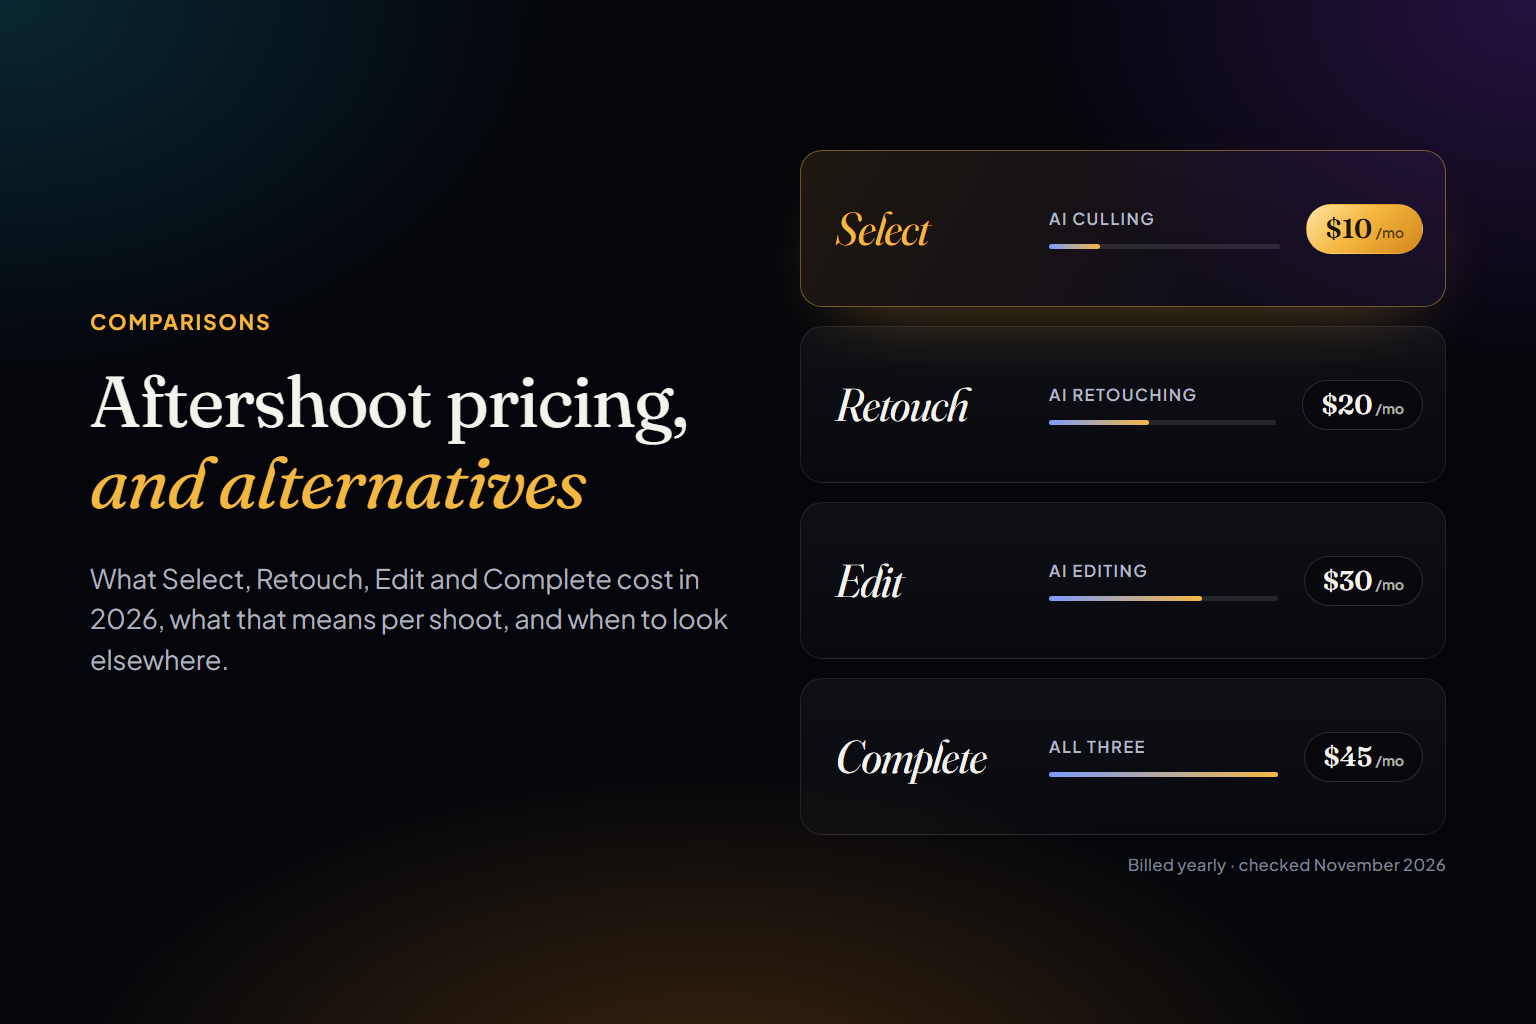 COMPARISONS
Aftershoot pricing,
and alternatives
What Select, Retouch, Edit and Complete cost in
2026, what that means per shoot, and when to look
elsewhere.
Select
AI CULLING
$10 /mo
Retouch
AI RETOUCHING
$20 /mo
Edit
AI EDITING
$30 /mo
Complete
ALL THREE
$45 /mo
Billed yearly · checked November 2026